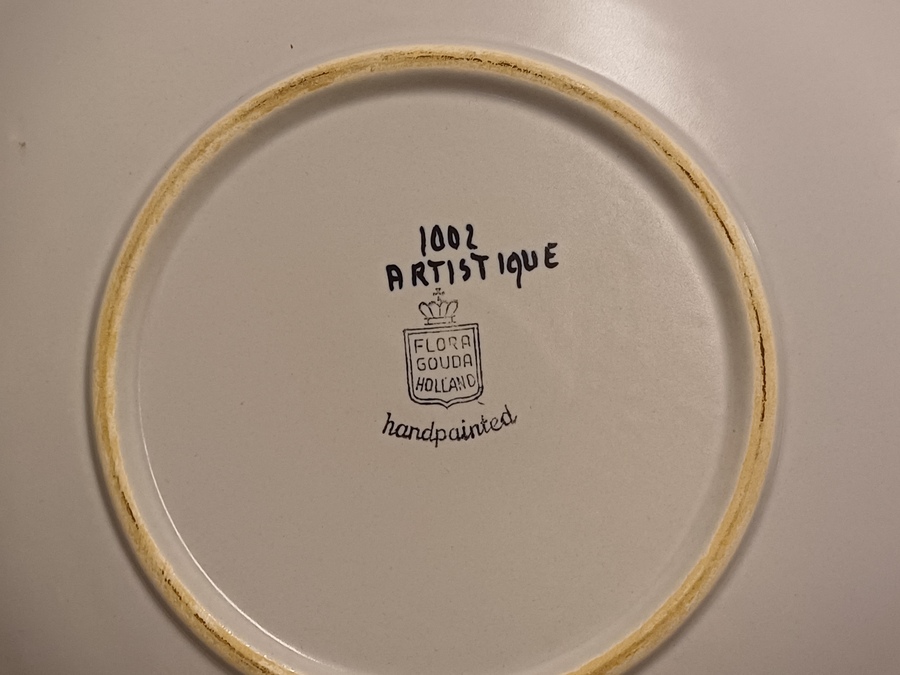 1002
ARTISTIQUE
FLORA
GOUDA
HOLLAND
handpainted